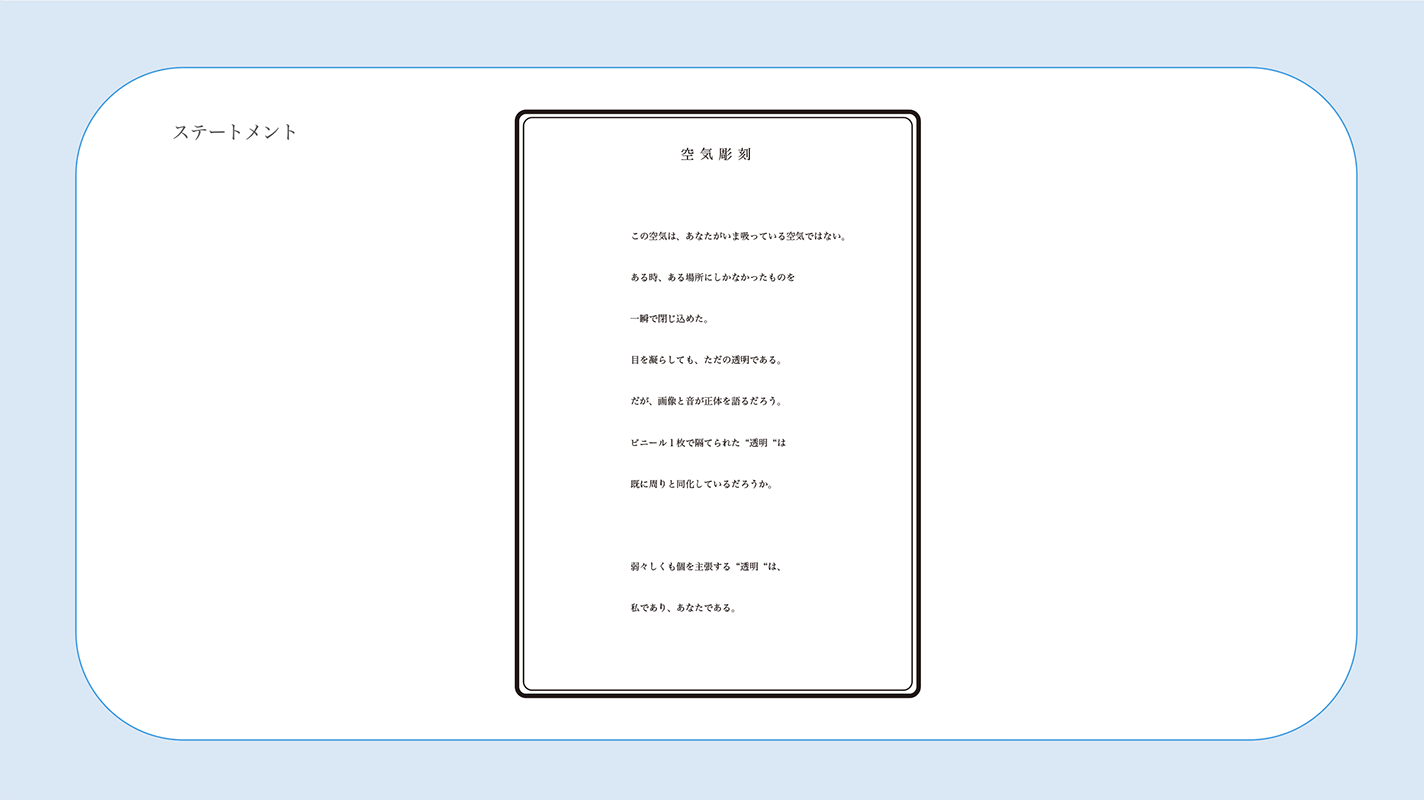 ステートメント
空気彫刻
この空気は、あなたがいま吸っている空気ではない。
ある時、ある場所にしかなかったものを
一瞬で閉じ込めた。
目を凝らしても、ただの透明である。
だが、画像と音が正体を語るだろう。
ビニール1枚で隔てられた“透明“は
既に周りと同化しているだろうか。
弱々しくも個を主張する“透明“は、
私であり、あなたである。